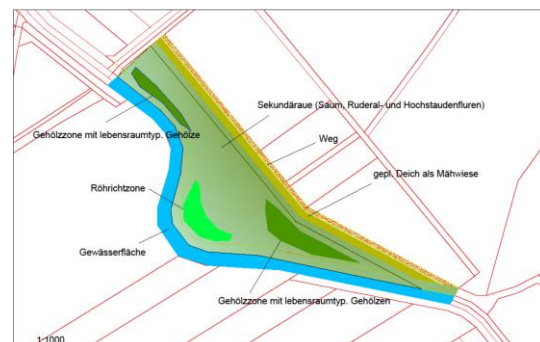 Sekundäraue (Saum, Ruderal- und Hochstaudenfluren)
Gehölzzone mit lebensraumtyp. Gehölze
Weg
gepl. Deich als Mähwiese
Röhrichtzone
Gewässerfläche
Gehölzzone mit lebensraumtyp. Gehölzen
1:1000